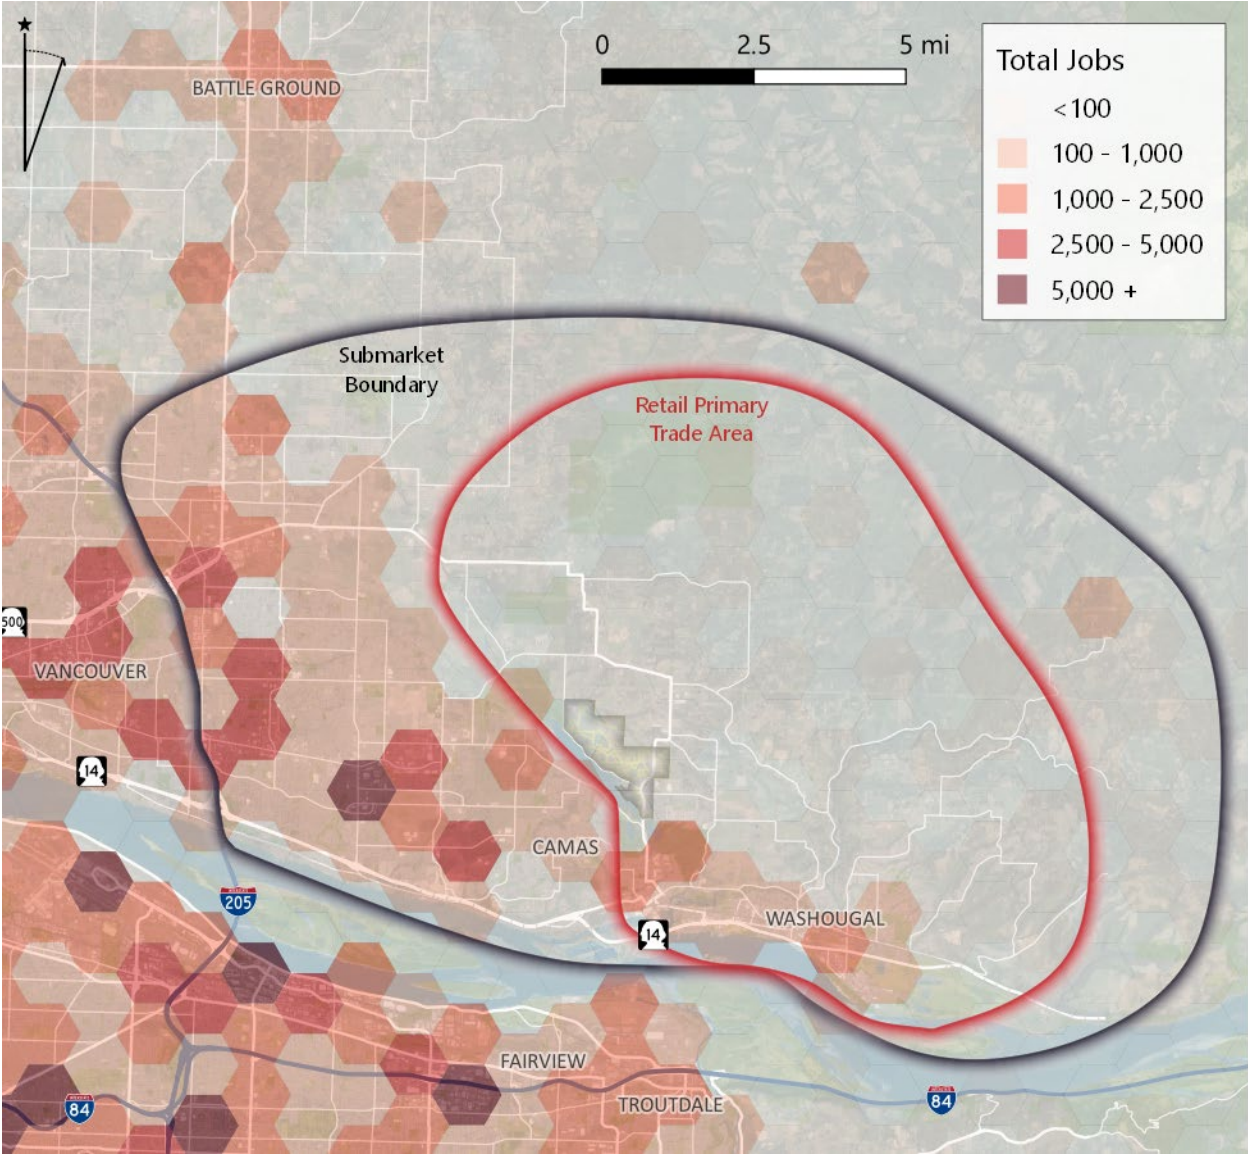 0 2.5 5 mi
Total Jobs
<100
100 - 1,000
1,000 - 2,500
2,500 - 5,000
5,000 +
BATTLE GROUND
Submarket
Boundary
Retail Primary
Trade Area
500
VANCOUVER
14
CAMAS
205
14
WASHOUGAL
FAIRVIEW
84
TROUTDALE
84